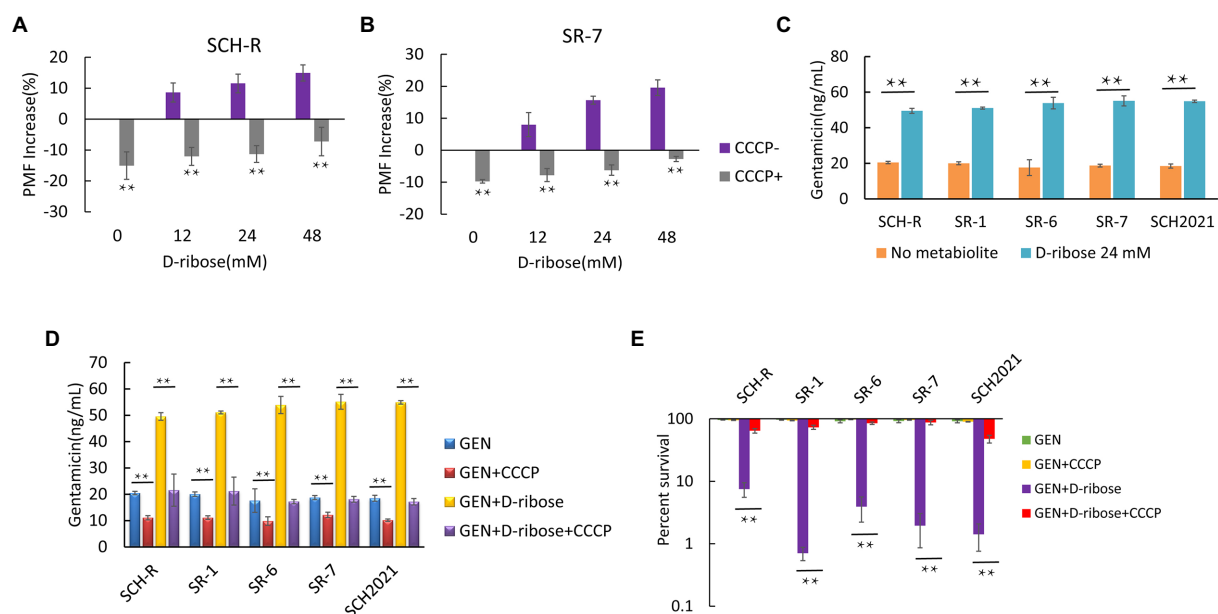 A
SCH-R
PMF Increase(%)
20
10
0
-10
-20
-30
**
**
**
**
0 12 24 48
D-ribose(mM)
B
SR-7
PMF Increase(%)
30
20
10
0
-10
-20
**
**
**
**
0 12 24 48
D-ribose(mM)
CCCP-
CCCP+
C
Gentamicin(ng/mL)
80
60
40
20
0
** ** ** ** **
SCH-R SR-1 SR-6 SR-7 SCH2021
No metabiolite D-ribose 24 mM
D
Gentamicin(ng/mL)
70
60
50
40
30
20
10
0
** ** ** ** **
** ** ** ** **
SCH-R SR-1 SR-6 SR-7 SCH2021
GEN
GEN+CCCP
GEN+D-ribose
GEN+D-ribose+CCCP
E
SCH-R SR-1 SR-6 SR-7 SCH2021
Percent survival
100
10
1
0.1
** ** ** ** **
GEN
GEN+CCCP
GEN+D-ribose
GEN+D-ribose+CCCP